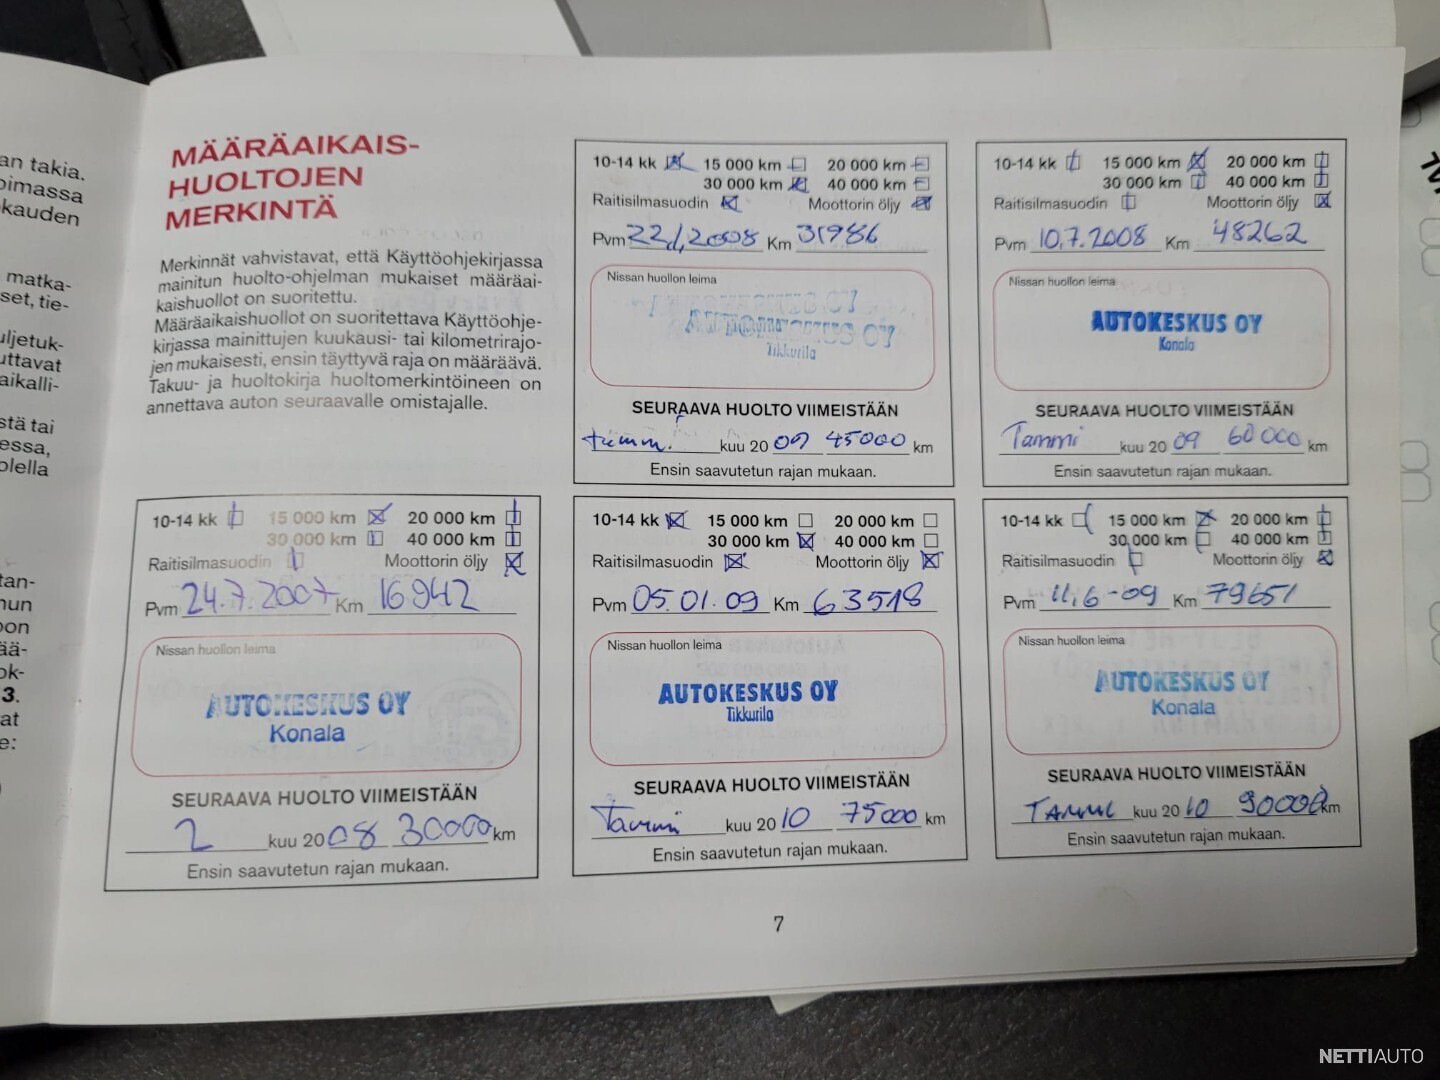 an takia.
oimassa
kauden
matka-
set, tie-
uljetuk-
uttavat
aikalli-
stä tai
essa,
olella
tan-
nun
oon
ää-
ok-
3.
at
e:
MÄÄRÄAIKAIS-
HUOLTOJEN
MERKINTÄ
Merkinnät vahvistavat, että Käyttöohjekirjassa
mainitun huolto-ohjelman mukaiset määräai-
kaishuollot on suoritettu.
Määräaikaishuollot on suoritettava Käyttöohje-
kirjassa mainittujen kuukausi- tai kilometrirajo-
jen mukaisesti, ensin täyttyvä raja on määräävä.
Takuu- ja huoltokirja huoltomerkintöineen on
annettava auton seuraavalle omistajalle.
10-14 kk 15 000 km 20 000 km
30 000 km 40 000 km
Raitisilmasuodin Moottorin öljy
Pvm 22.1.2008 Km 31986
Nissan huollon leima
AUTOKESKUS OY
Tikkurila
SEURAAVA HUOLTO VIIMEISTÄÄN
tamm. kuu 20 09 45000 km
Ensin saavutetun rajan mukaan.
10-14 kk 15 000 km 20 000 km
30 000 km 40 000 km
Raitisilmasuodin Moottorin öljy
Pvm 10.7.2008 Km 48262
Nissan huollon leima
AUTOKESKUS OY
Konala
SEURAAVA HUOLTO VIIMEISTÄÄN
Tammi kuu 20 09 60000 km
Ensin saavutetun rajan mukaan.
10-14 kk 15 000 km 20 000 km
30 000 km 40 000 km
Raitisilmasuodin Moottorin öljy
Pvm 24.7.2007 Km 16942
Nissan huollon leima
AUTOKESKUS OY
Konala
SEURAAVA HUOLTO VIIMEISTÄÄN
2 kuu 20 08 30000 km
Ensin saavutetun rajan mukaan.
10-14 kk 15 000 km 20 000 km
30 000 km 40 000 km
Raitisilmasuodin Moottorin öljy
Pvm 05.01.09 Km 63518
Nissan huollon leima
AUTOKESKUS OY
Tikkurila
SEURAAVA HUOLTO VIIMEISTÄÄN
Tammi kuu 20 10 75000 km
Ensin saavutetun rajan mukaan.
10-14 kk 15 000 km 20 000 km
30 000 km 40 000 km
Raitisilmasuodin Moottorin öljy
Pvm 11.6-09 Km 79651
Nissan huollon leima
AUTOKESKUS OY
Konala
SEURAAVA HUOLTO VIIMEISTÄÄN
TAMMI kuu 20 10 90000 km
Ensin saavutetun rajan mukaan.
7
NETTIAUTO